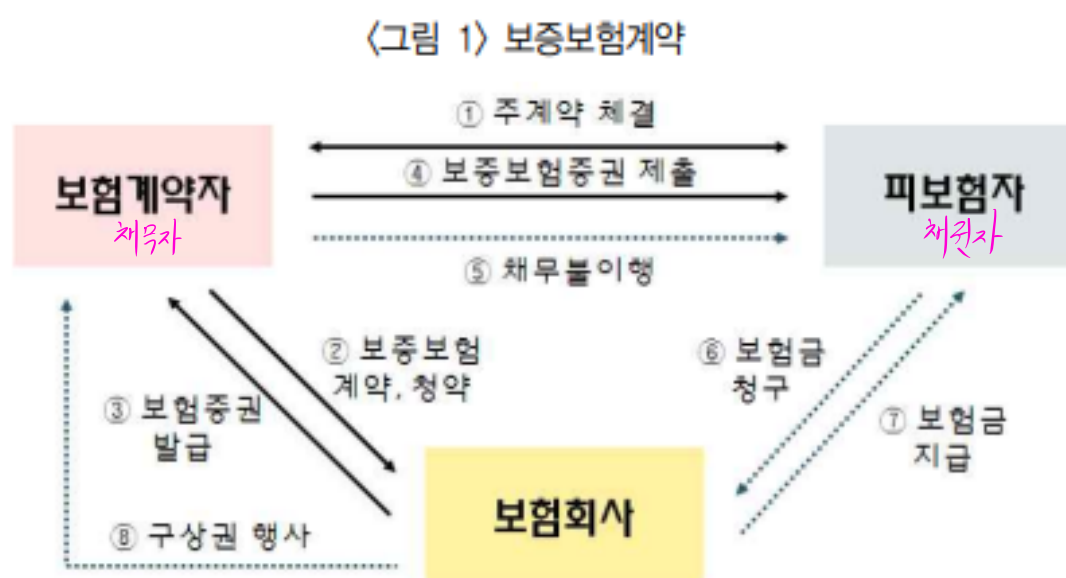 〈그림 1〉 보증보험계약
① 주계약 체결
보험계약자
채무자
④ 보증보험증권 제출
피보험자
채권자
⑤ 채무불이행
② 보증보험
계약, 청약
③ 보험증권
발급
⑥ 보험금
청구
⑦ 보험금
지급
보험회사
⑧ 구상권 행사